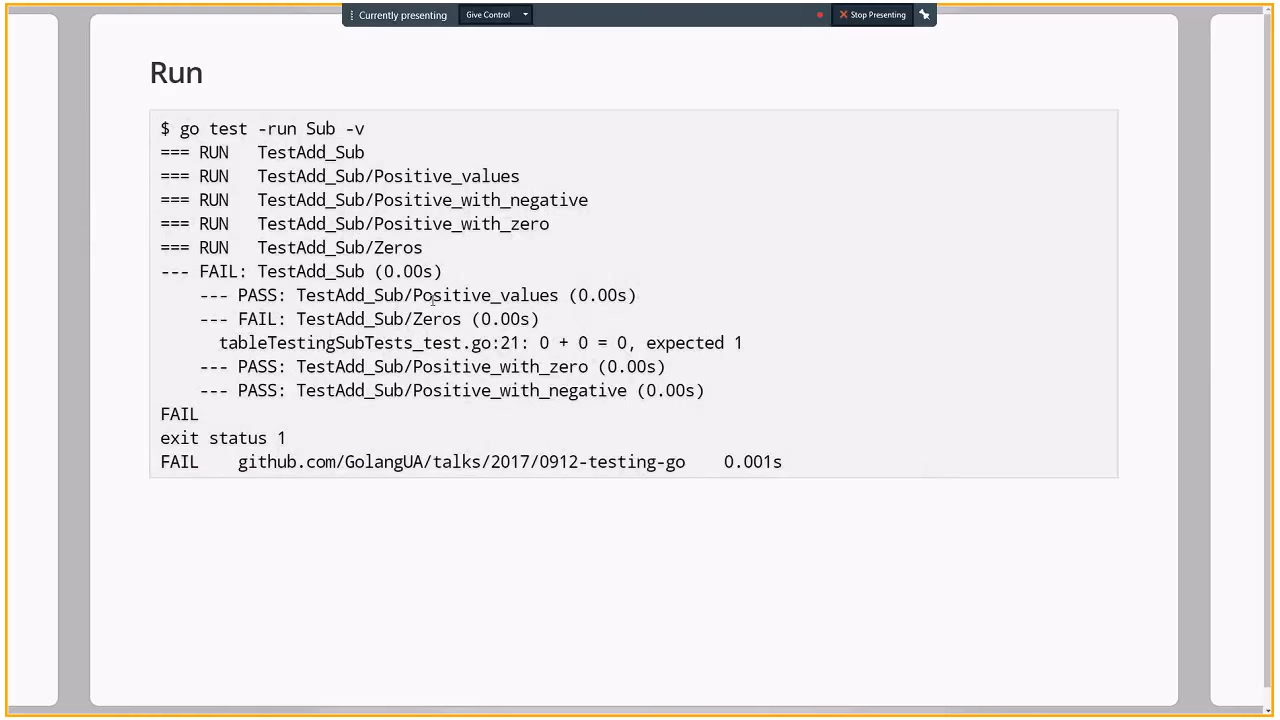 Currently presenting
Give Control
Stop Presenting
Run
$ go test -run Sub -v
=== RUN   TestAdd_Sub
=== RUN   TestAdd_Sub/Positive_values
=== RUN   TestAdd_Sub/Positive_with_negative
=== RUN   TestAdd_Sub/Positive_with_zero
=== RUN   TestAdd_Sub/Zeros
--- FAIL: TestAdd_Sub (0.00s)
    --- PASS: TestAdd_Sub/Positive_values (0.00s)
    --- FAIL: TestAdd_Sub/Zeros (0.00s)
      tableTestingSubTests_test.go:21: 0 + 0 = 0, expected 1
    --- PASS: TestAdd_Sub/Positive_with_zero (0.00s)
    --- PASS: TestAdd_Sub/Positive_with_negative (0.00s)
FAIL
exit status 1
FAIL    github.com/GolangUA/talks/2017/0912-testing-go    0.001s